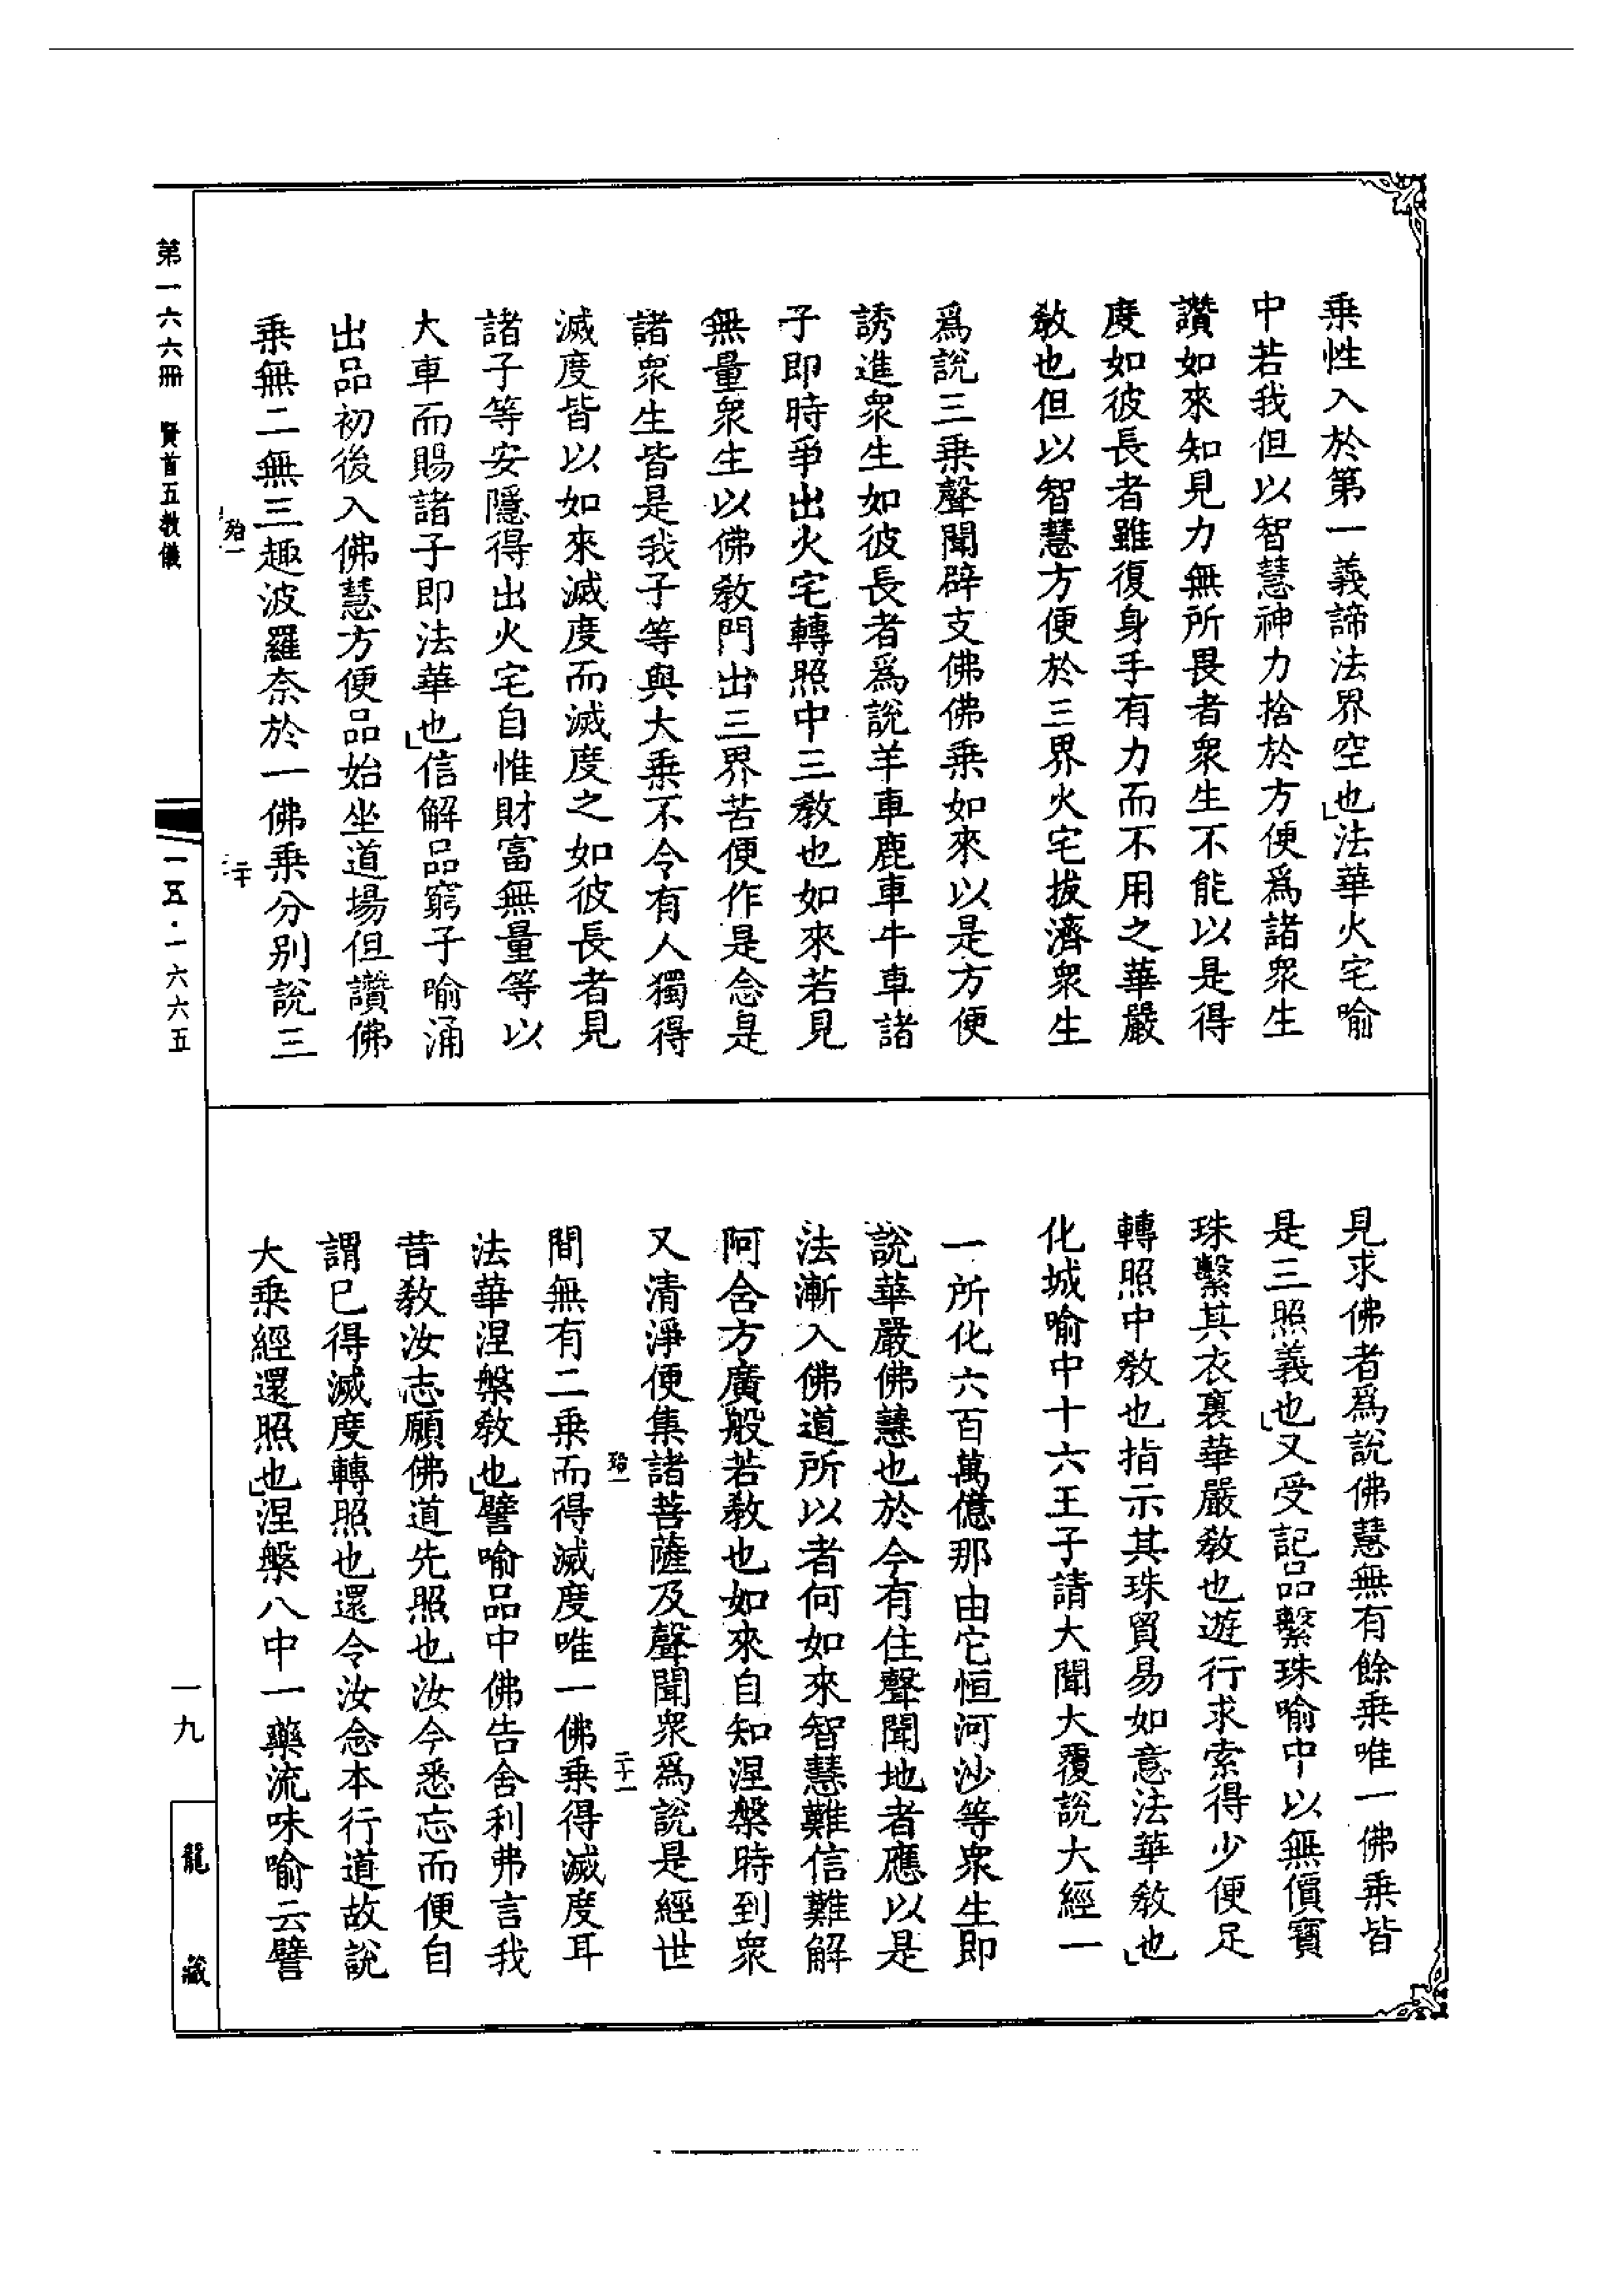 乗性入於第一義諦法界空也」法華火宅喻
中若我但以智慧神力捨於方便爲諸衆生
讚如來知見力無所畏者衆生不能以是得
度如彼長者雖復身手有力而不用之華嚴
敎也但以智慧方便於三界火宅拔濟衆生
爲說三乗聲聞辟支佛佛乗如來以是方便
誘進衆生如彼長者爲說羊車鹿車牛車諸
子即時爭出火宅轉照中三敎也如來若見
無量衆生以佛敎門出三界苦便作是念是
諸衆生皆是我子等與大乗不令有人獨得
滅度皆以如來滅度而滅度之如彼長者見
諸子等安隱得出火宅自惟財富無量等以
大車而賜諸子即法華也」信解品窮子喻涌
出品初後入佛慧方便品始坐道場但讚佛
乗無二無三趣波羅奈於一佛乗分别說三
殆一
二十
見求佛者爲說佛慧無有餘乗唯一佛乗皆
是三照義也」又受記品繫珠喻中以無價寶
珠繫其衣裏華嚴敎也遊行求索得少便足
轉照中敎也指示其珠貿易如意法華敎也」
化城喻中十六王子請大聞大覆說大經一
一所化六百萬億那由它恒河沙等衆生即
說華嚴佛慧也於今有住聲聞地者應以是
法漸入佛道所以者何如來智慧難信難解
阿含方廣般若敎也如來自知涅槃時到衆
又清淨便集諸菩薩及聲聞衆爲說是經世
殆一
二十一
間無有二乗而得滅度唯一佛乗得滅度耳
法華涅槃敎也」譬喻品中佛告舍利弗言我
昔敎汝志願佛道先照也汝今悉忘而便自
謂已得滅度轉照也還令汝念本行道故說
大乗經還照也」涅槃八中一藥流味喻云譬
第一六六冊 賢首五教儀
一五·一六六五
一九
龍藏